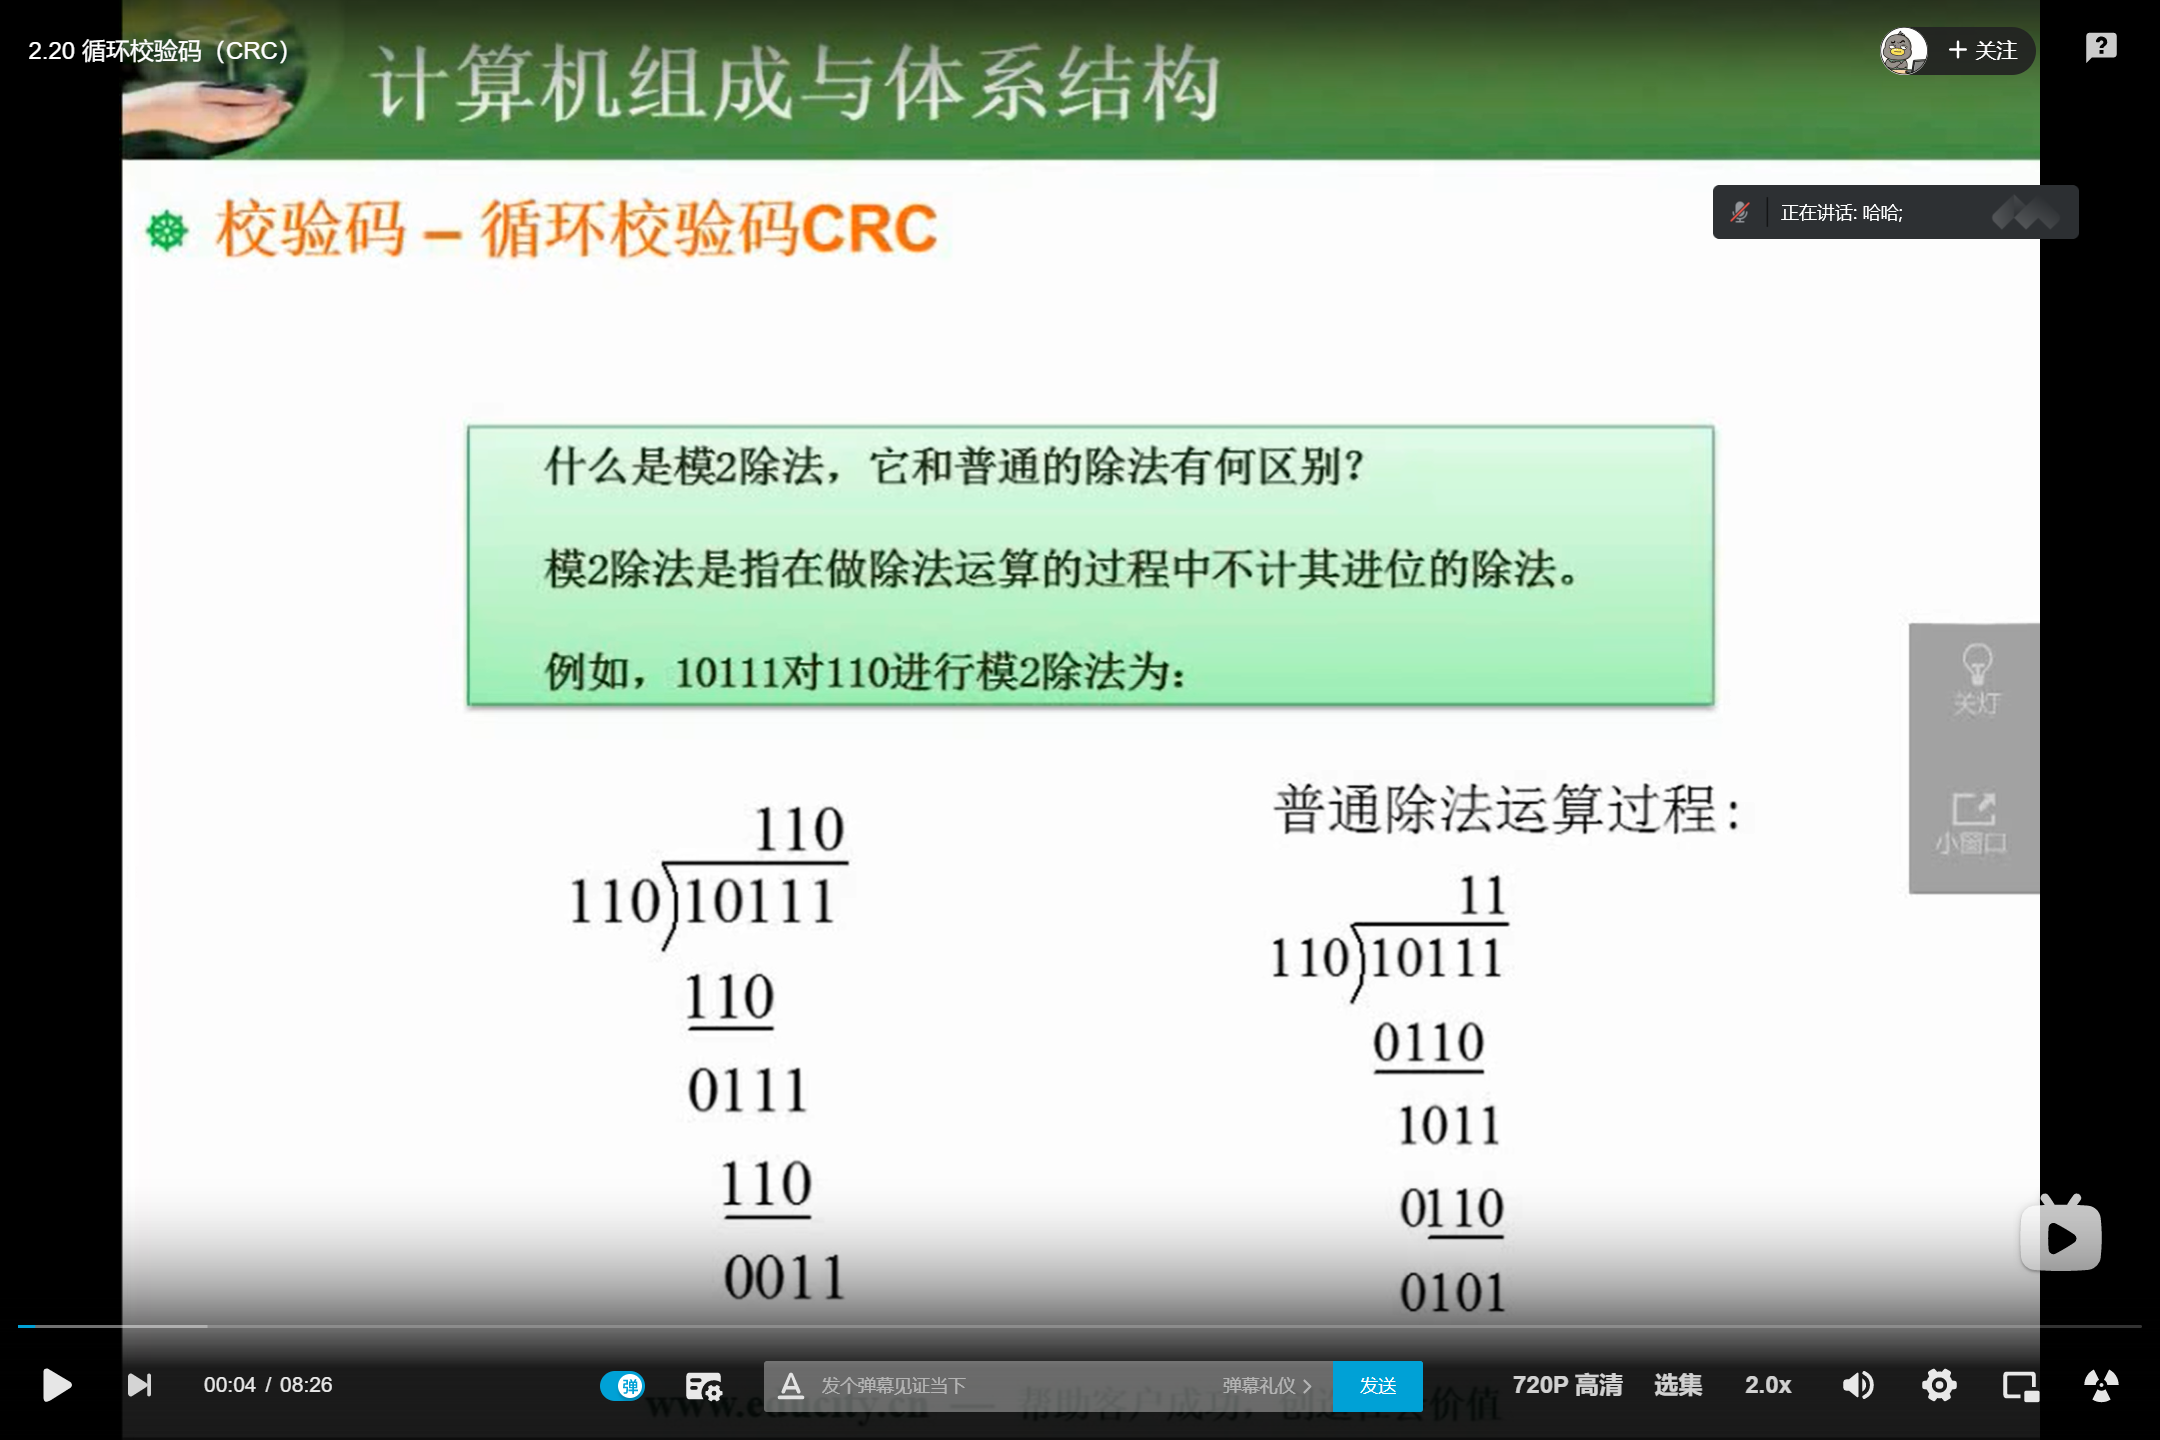 2.20 循环校验码（CRC）
计算机组成与体系结构
+ 关注
校验码 – 循环校验码CRC
正在讲话: 哈哈;
什么是模2除法，它和普通的除法有何区别？
模2除法是指在做除法运算的过程中不计其进位的除法。
例如，10111对110进行模2除法为：
关灯
小窗口
110
110)10111
110
0111
110
0011
普通除法运算过程：
11
110)10111
0110
1011
0110
0101
00:04 / 08:26
弹
发个弹幕见证当下
弹幕礼仪 >
发送
720P 高清
选集
2.0x
www.educity.cn — 帮助客户成功，创造社会价值